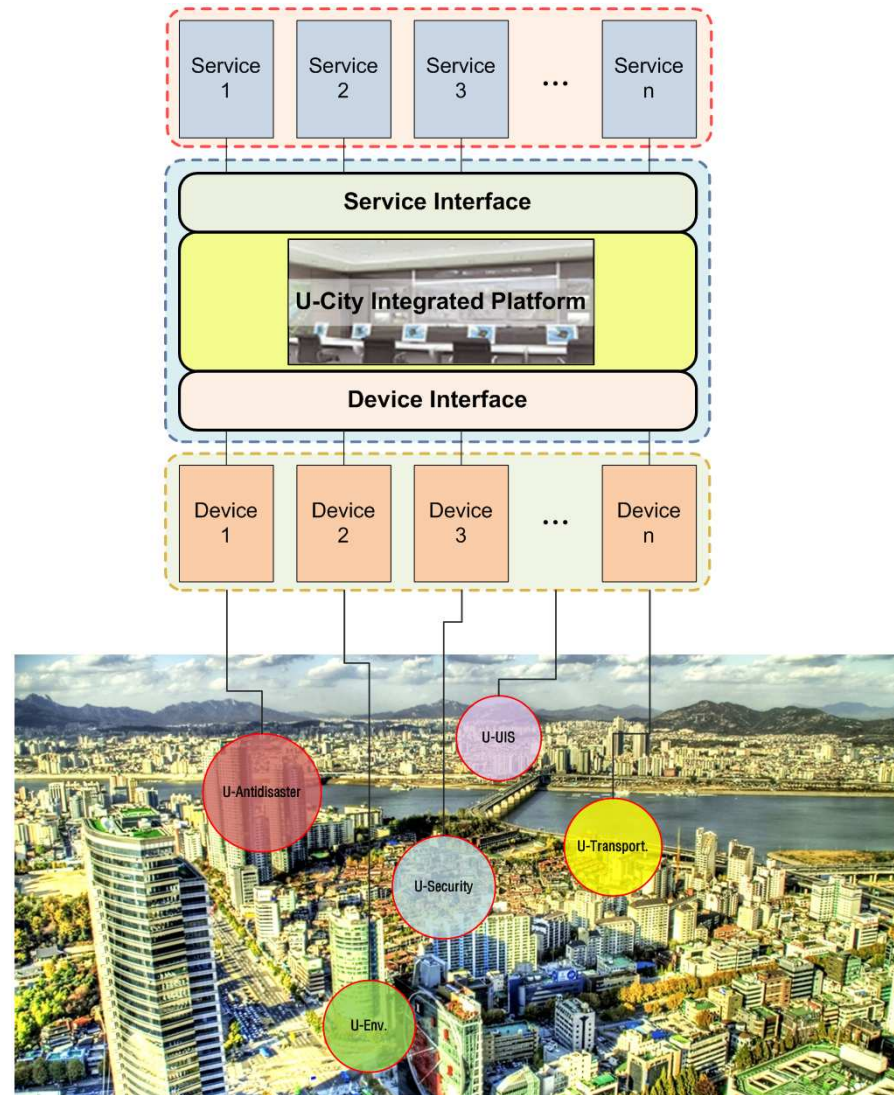 Service
1
Service
2
Service
3
...
Service
n
Service Interface
U-City Integrated Platform
Device Interface
Device
1
Device
2
Device
3
...
Device
n
U-UIS
U-Antidisaster
U-Transport.
U-Security
U-Env.